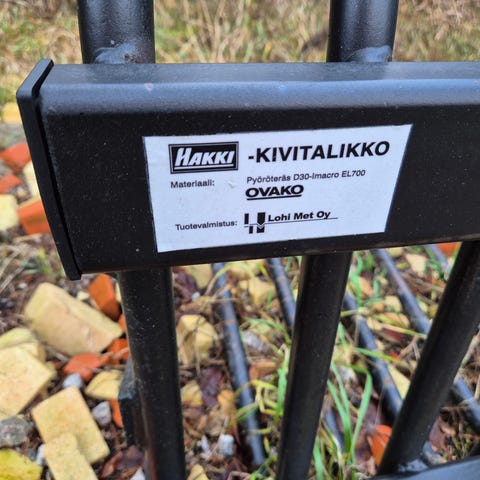 HAKKI -KIVITALIKKO
Materiaali: Pyöröteräs D30-Imacro EL700
OVAKO
Tuotevalmistus: Lohi Met Oy